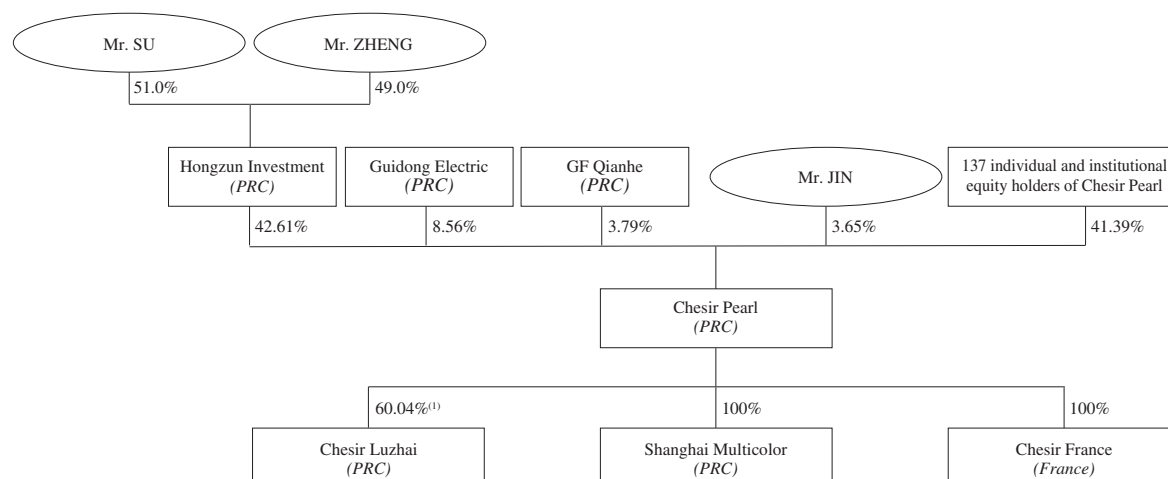 Mr. SU
Mr. ZHENG
51.0%
49.0%
Hongzun Investment
(PRC)
Guidong Electric
(PRC)
GF Qianhe
(PRC)
Mr. JIN
137 individual and institutional
equity holders of Chesir Pearl
42.61%
8.56%
3.79%
3.65%
41.39%
Chesir Pearl
(PRC)
60.04%(1)
100%
100%
Chesir Luzhai
(PRC)
Shanghai Multicolor
(PRC)
Chesir France
(France)